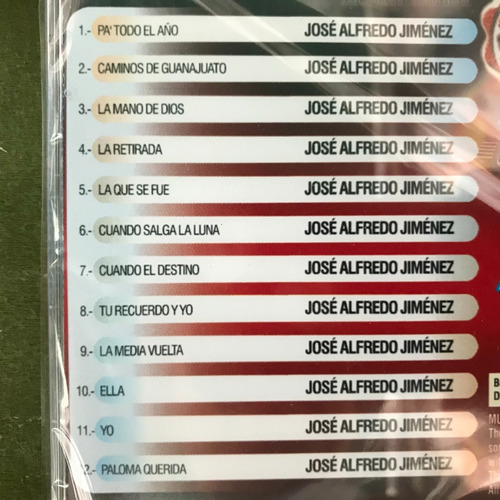 1.- PA' TODO EL AÑO JOSÉ ALFREDO JIMÉNEZ
2.- CAMINOS DE GUANAJUATO JOSÉ ALFREDO JIMÉNEZ
3.- LA MANO DE DIOS JOSÉ ALFREDO JIMÉNEZ
4.- LA RETIRADA JOSÉ ALFREDO JIMÉNEZ
5.- LA QUE SE FUE JOSÉ ALFREDO JIMÉNEZ
6.- CUANDO SALGA LA LUNA JOSÉ ALFREDO JIMÉNEZ
7.- CUANDO EL DESTINO JOSÉ ALFREDO JIMÉNEZ
8.- TU RECUERDO Y YO JOSÉ ALFREDO JIMÉNEZ
9.- LA MEDIA VUELTA JOSÉ ALFREDO JIMÉNEZ
10.- ELLA JOSÉ ALFREDO JIMÉNEZ
11.- YO JOSÉ ALFREDO JIMÉNEZ
12.- PALOMA QUERIDA JOSÉ ALFREDO JIMÉNEZ